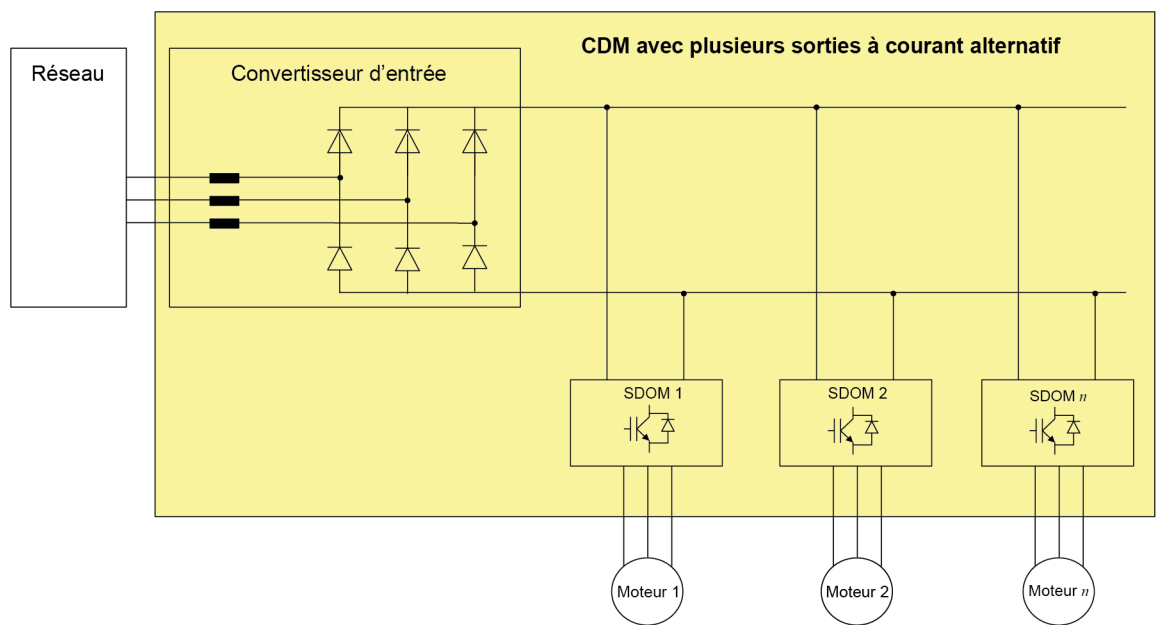 CDM avec plusieurs sorties à courant alternatif
Réseau
Convertisseur d'entrée
SDOM 1
SDOM 2
SDOM n
Moteur 1
Moteur 2
Moteur n